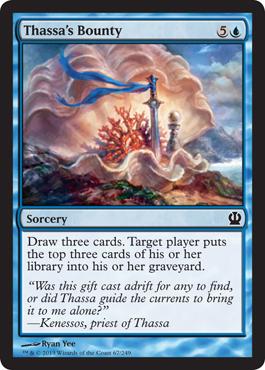 Thassa's Bounty 5
Sorcery
Draw three cards. Target player puts
the top three cards of his or her
library into his or her graveyard.
"Was this gift cast adrift for any to find,
or did Thassa guide the currents to bring
it to me alone?"
—Kenessos, priest of Thassa
Ryan Yee
™ & © 2013 Wizards of the Coast 67/249